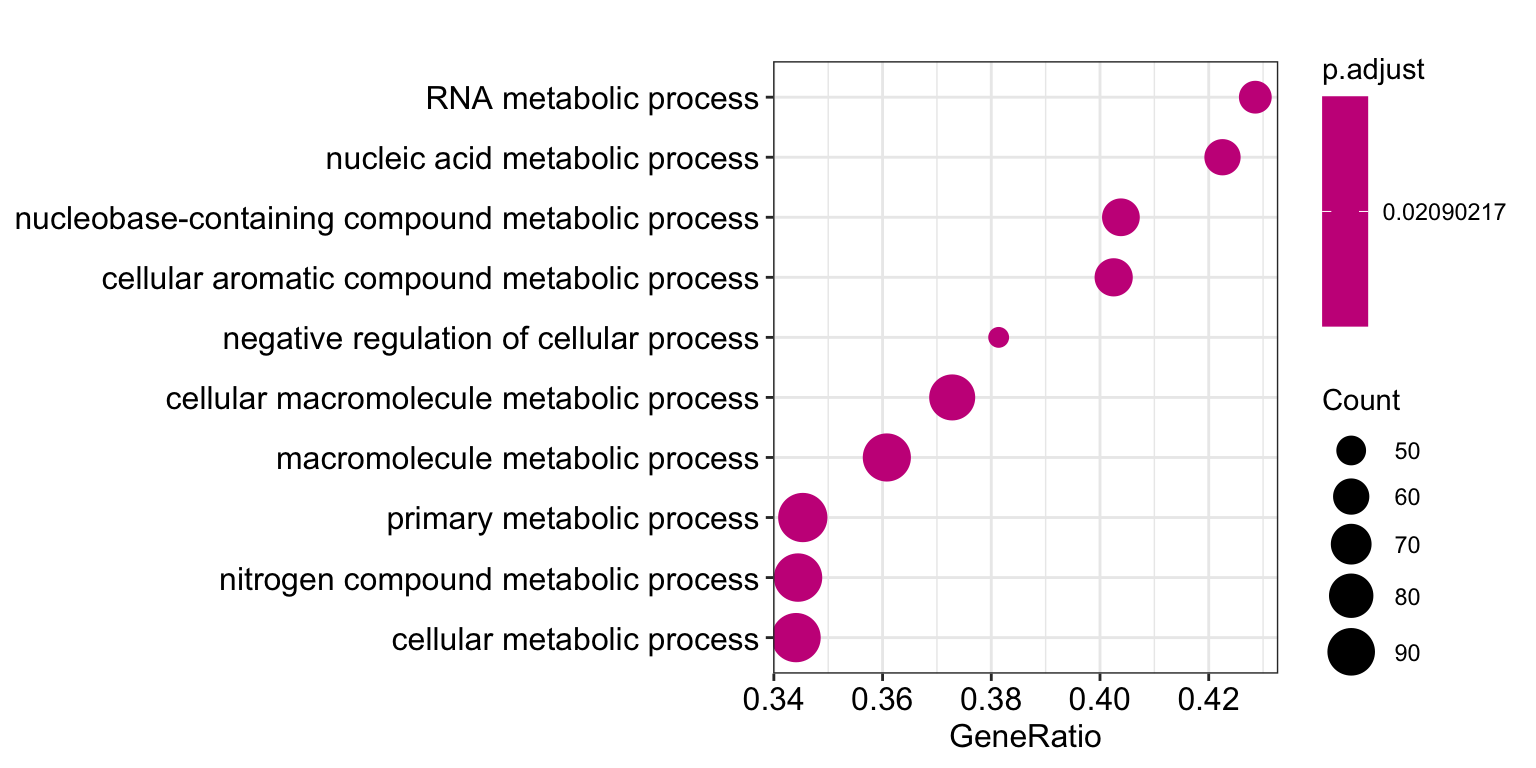 RNA metabolic process
nucleic acid metabolic process
nucleobase-containing compound metabolic process
cellular aromatic compound metabolic process
negative regulation of cellular process
cellular macromolecule metabolic process
macromolecule metabolic process
primary metabolic process
nitrogen compound metabolic process
cellular metabolic process
0.34 0.36 0.38 0.40 0.42
GeneRatio
p.adjust
0.02090217
Count
50
60
70
80
90